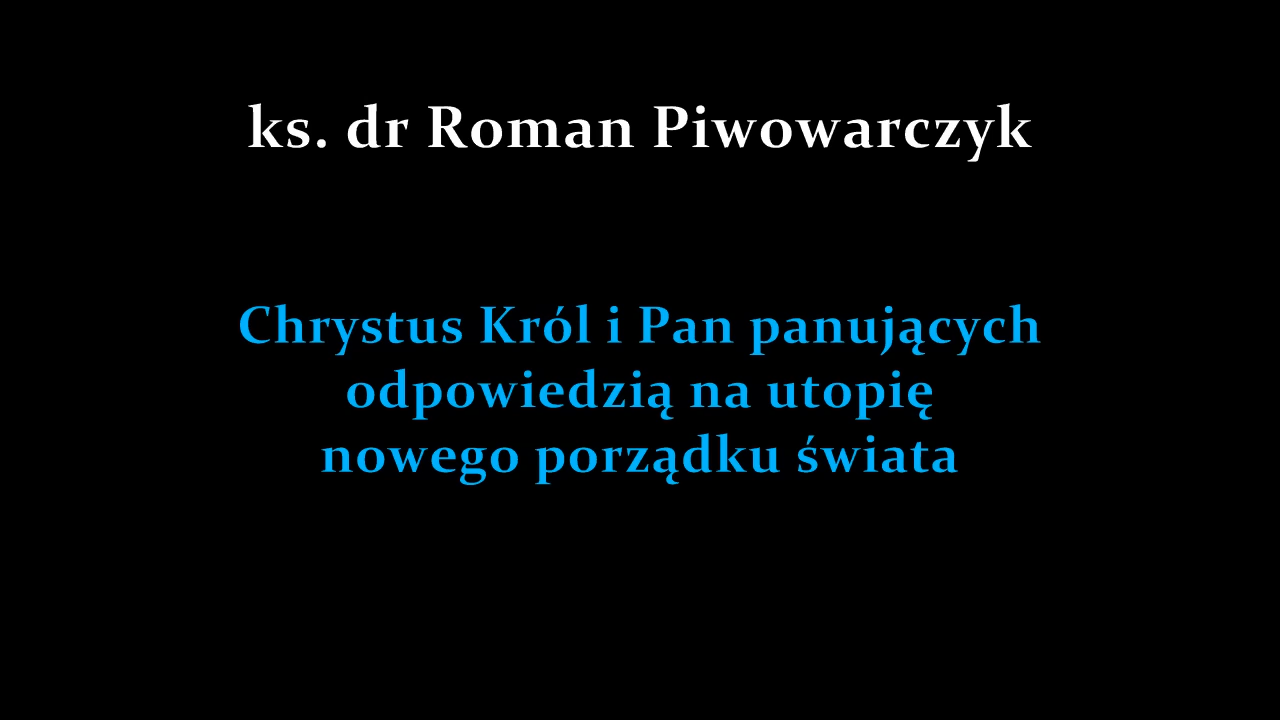 ks. dr Roman Piwowarczyk
Chrystus Król i Pan panujących
odpowiedzią na utopię
nowego porządku świata